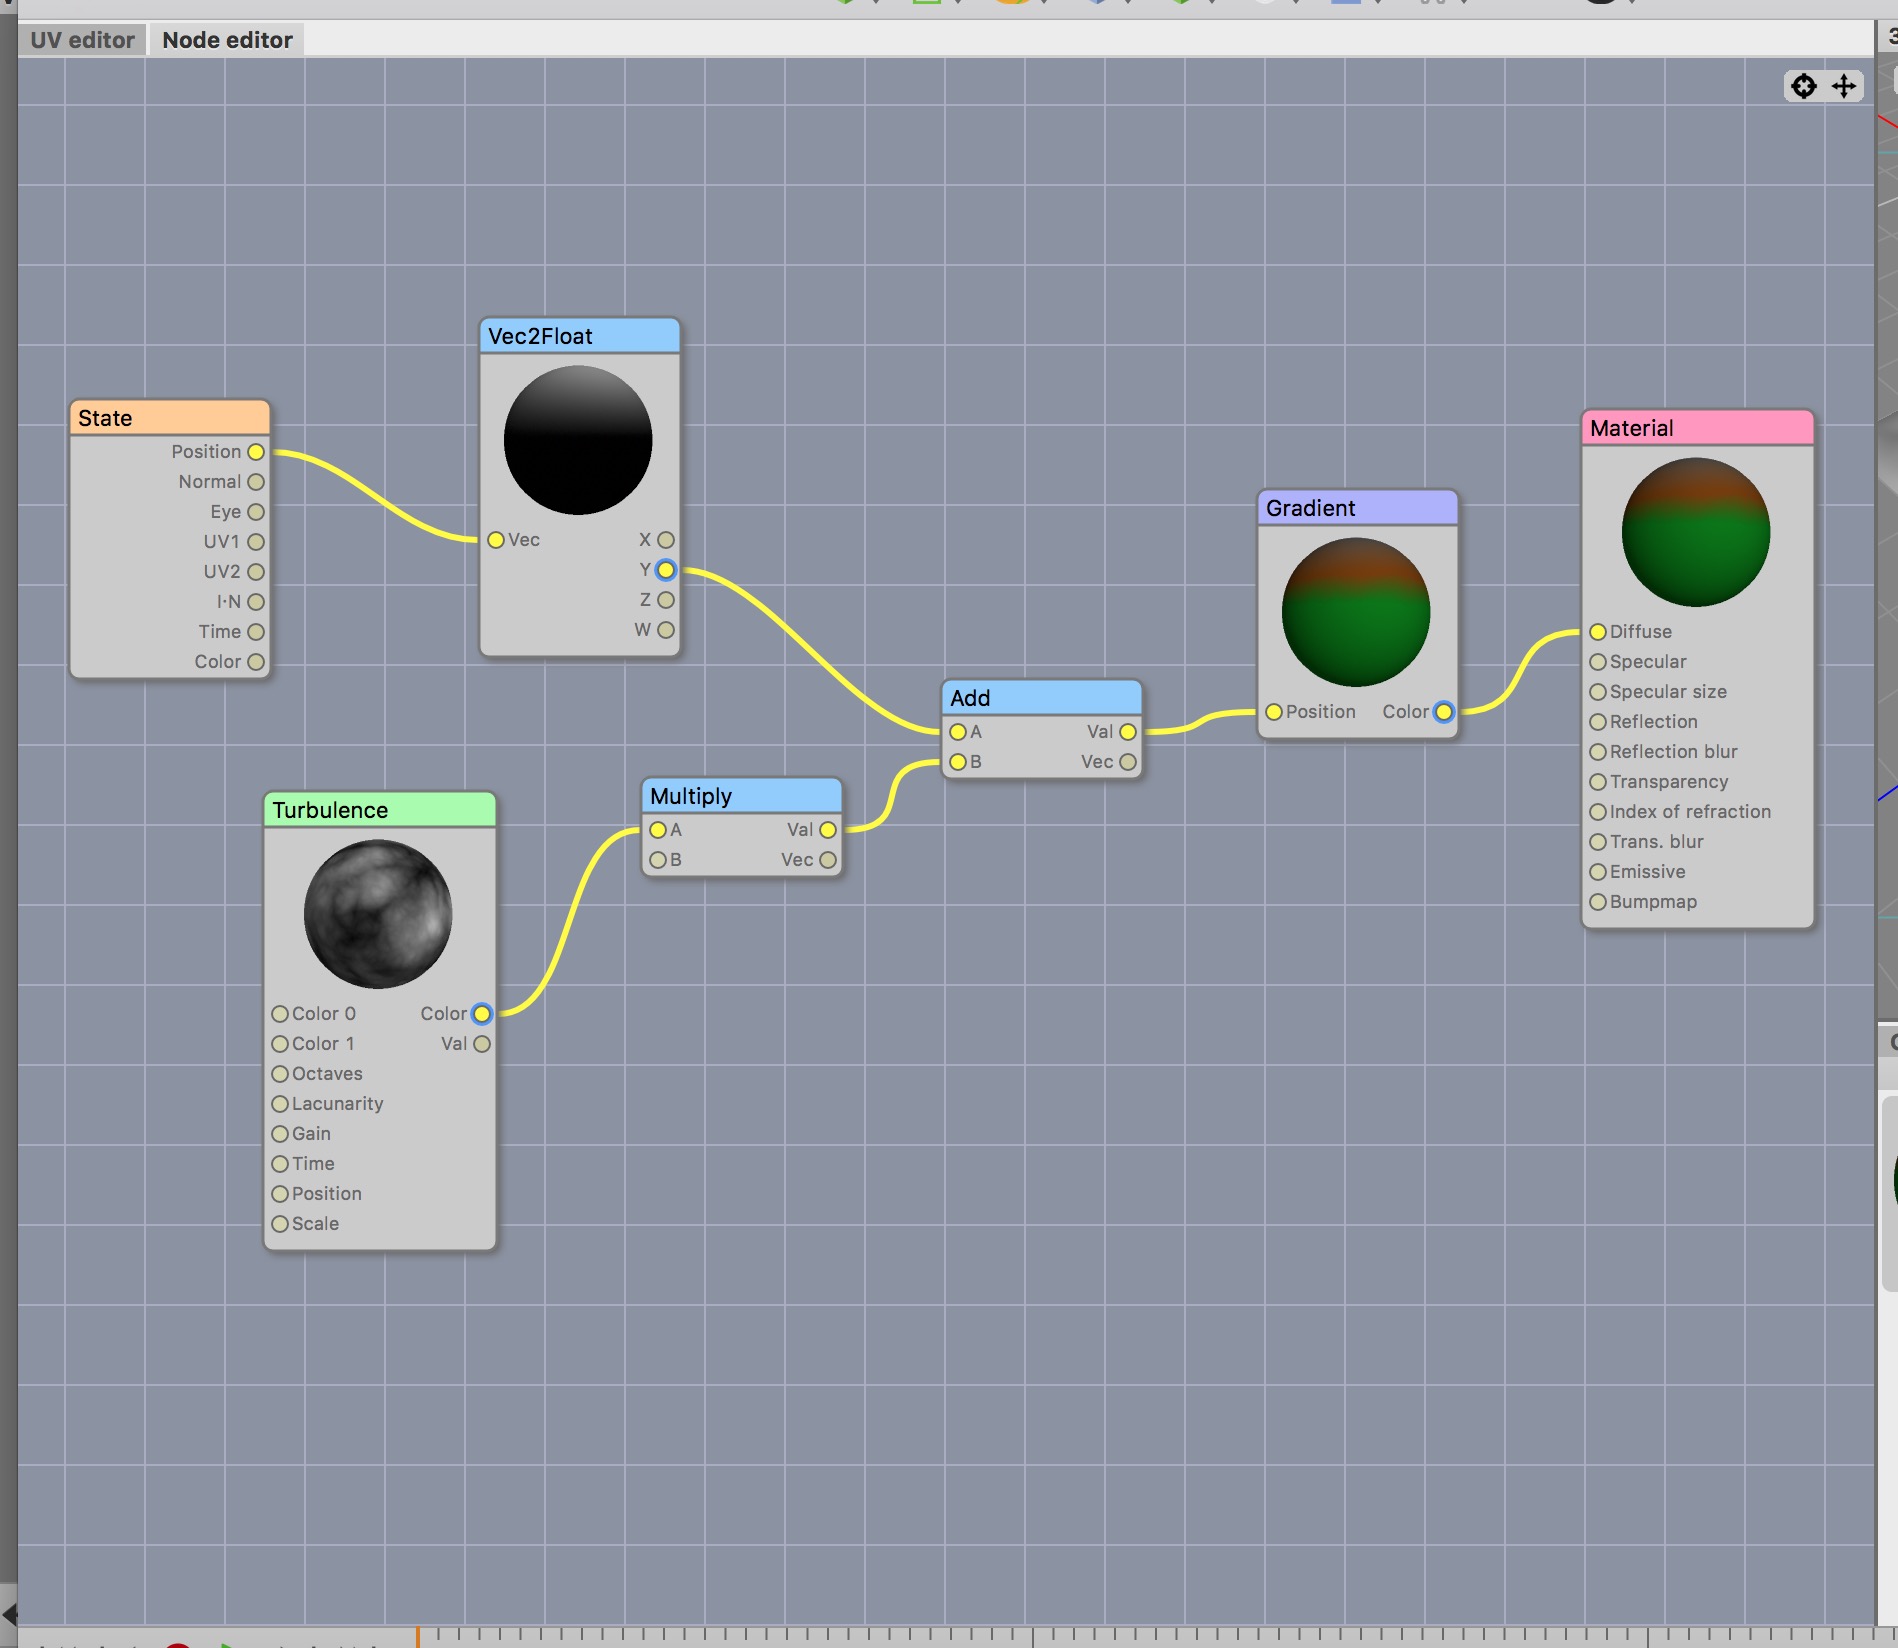 UV editor
Node editor
Vec2Float
Vec
X
Y
Z
W
State
Position
Normal
Eye
UV1
UV2
I·N
Time
Color
Material
Diffuse
Specular
Specular size
Reflection
Reflection blur
Transparency
Index of refraction
Trans. blur
Emissive
Bumpmap
Gradient
Position Color
Add
A Val
B Vec
Multiply
A Val
B Vec
Turbulence
Color 0 Color
Color 1 Val
Octaves
Lacunarity
Gain
Time
Position
Scale